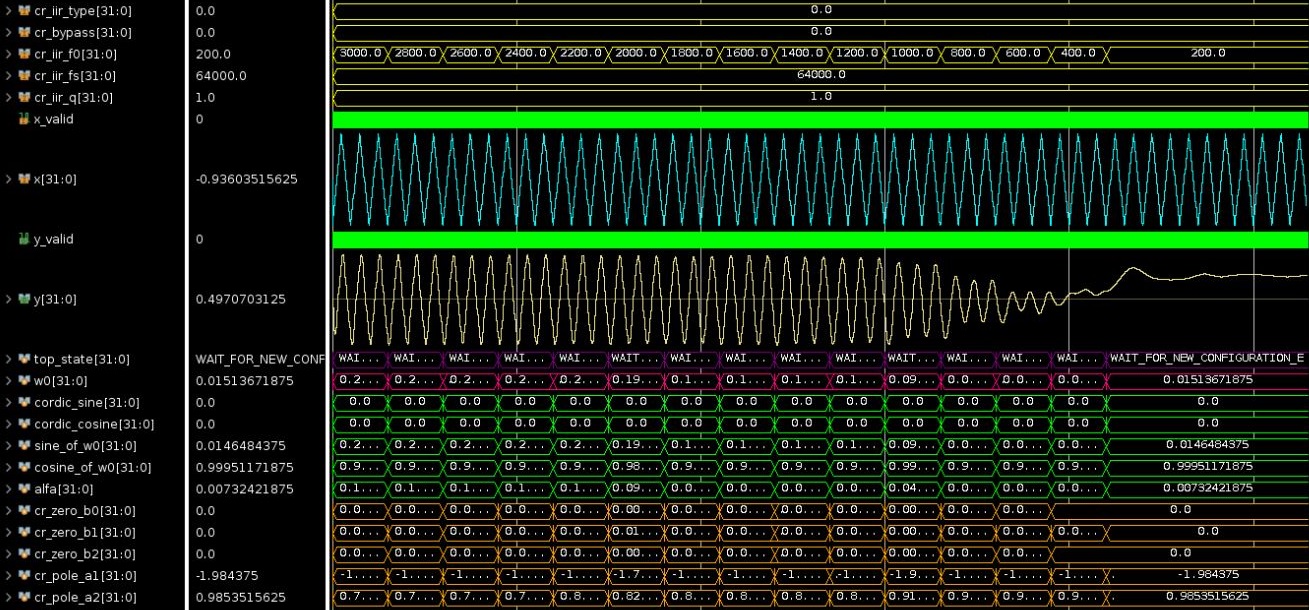 cr_iir_type[31:0] 0.0 0.0
cr_bypass[31:0] 0.0 0.0
cr_iir_f0[31:0] 200.0 3000.0 2800.0 2600.0 2400.0 2200.0 2000.0 1800.0 1600.0 1400.0 1200.0 1000.0 800.0 600.0 400.0 200.0
cr_iir_fs[31:0] 64000.0 64000.0
cr_iir_q[31:0] 1.0 1.0
x_valid 0
x[31:0] -0.93603515625
y_valid 0
y[31:0] 0.4970703125
top_state[31:0] WAIT_FOR_NEW_CONF WAI... WAI... WAI... WAI... WAI... WAIT... WAI... WAI... WAI... WAI... WAIT... WAI... WAI... WAI... WAIT_FOR_NEW_CONFIGURATION_E
w0[31:0] 0.01513671875 0.2... 0.2... 0.2... 0.2... 0.2... 0.19... 0.1... 0.1... 0.1... 0.1... 0.09... 0.0... 0.0... 0.0... 0.01513671875
cordic_sine[31:0] 0.0 0.0 0.0 0.0 0.0 0.0 0.0 0.0 0.0 0.0 0.0 0.0 0.0 0.0 0.0 0.0
cordic_cosine[31:0] 0.0 0.0 0.0 0.0 0.0 0.0 0.0 0.0 0.0 0.0 0.0 0.0 0.0 0.0 0.0 0.0
sine_of_w0[31:0] 0.0146484375 0.2... 0.2... 0.2... 0.2... 0.2... 0.19... 0.1... 0.1... 0.1... 0.1... 0.09... 0.0... 0.0... 0.0... 0.0146484375
cosine_of_w0[31:0] 0.99951171875 0.9... 0.9... 0.9... 0.9... 0.9... 0.98... 0.9... 0.9... 0.9... 0.9... 0.99... 0.9... 0.9... 0.9... 0.99951171875
alfa[31:0] 0.00732421875 0.1... 0.1... 0.1... 0.1... 0.1... 0.09... 0.0... 0.0... 0.0... 0.0... 0.04... 0.0... 0.0... 0.0... 0.00732421875
cr_zero_b0[31:0] 0.0 0.0... 0.0... 0.0... 0.0... 0.0... 0.00... 0.0... 0.0... 0.0... 0.0... 0.00... 0.0... 0.0... 0.0
cr_zero_b1[31:0] 0.0 0.0... 0.0... 0.0... 0.0... 0.0... 0.01... 0.0... 0.0... 0.0... 0.0... 0.00... 0.0... 0.0... 0.0... 0.0
cr_zero_b2[31:0] 0.0 0.0... 0.0... 0.0... 0.0... 0.0... 0.00... 0.0... 0.0... 0.0... 0.0... 0.00... 0.0... 0.0... 0.0
cr_pole_a1[31:0] -1.984375 -1.... -1.... -1.... -1.... -1.... -1.7... -1.... -1.... -1.... -1.... -1.9... -1.... -1.... -1.... -1.984375
cr_pole_a2[31:0] 0.9853515625 0.7... 0.7... 0.7... 0.7... 0.8... 0.82... 0.8... 0.8... 0.8... 0.8... 0.91... 0.9... 0.9... 0.9... 0.9853515625